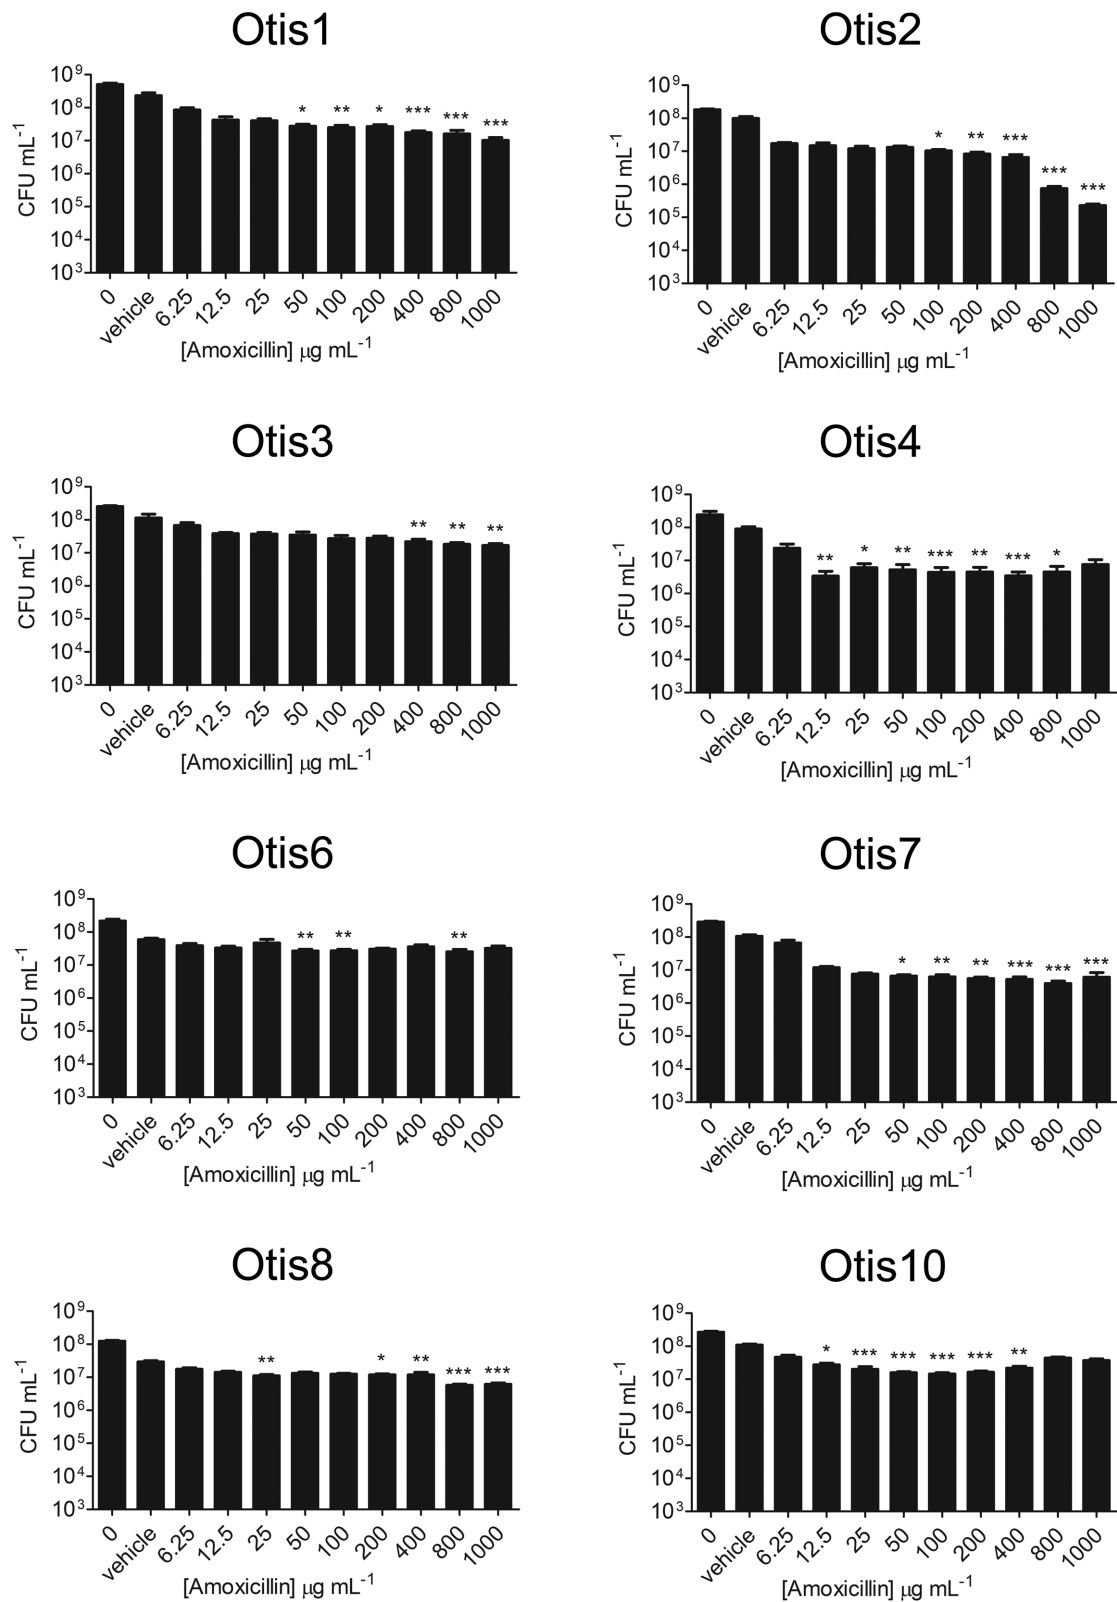 Otis1
10⁹
10⁸
10⁷
10⁶
10⁵
10⁴
10³
CFU mL⁻¹
* ** * *** *** ***
0 vehicle 6.25 12.5 25 50 100 200 400 800 1000
[Amoxicillin] μg mL⁻¹
Otis2
10⁹
10⁸
10⁷
10⁶
10⁵
10⁴
10³
CFU mL⁻¹
* ** *** *** ***
0 vehicle 6.25 12.5 25 50 100 200 400 800 1000
[Amoxicillin] μg mL⁻¹
Otis3
10⁹
10⁸
10⁷
10⁶
10⁵
10⁴
10³
CFU mL⁻¹
** ** **
0 vehicle 6.25 12.5 25 50 100 200 400 800 1000
[Amoxicillin] μg mL⁻¹
Otis4
10⁹
10⁸
10⁷
10⁶
10⁵
10⁴
10³
CFU mL⁻¹
** * ** *** ** *** *
0 vehicle 6.25 12.5 25 50 100 200 400 800 1000
[Amoxicillin] μg mL⁻¹
Otis6
10⁹
10⁸
10⁷
10⁶
10⁵
10⁴
10³
CFU mL⁻¹
** ** **
0 vehicle 6.25 12.5 25 50 100 200 400 800 1000
[Amoxicillin] μg mL⁻¹
Otis7
10⁹
10⁸
10⁷
10⁶
10⁵
10⁴
10³
CFU mL⁻¹
* ** ** *** *** ***
0 vehicle 6.25 12.5 25 50 100 200 400 800 1000
[Amoxicillin] μg mL⁻¹
Otis8
10⁹
10⁸
10⁷
10⁶
10⁵
10⁴
10³
CFU mL⁻¹
** * ** *** ***
0 vehicle 6.25 12.5 25 50 100 200 400 800 1000
[Amoxicillin] μg mL⁻¹
Otis10
10⁹
10⁸
10⁷
10⁶
10⁵
10⁴
10³
CFU mL⁻¹
* *** *** *** *** **
0 vehicle 6.25 12.5 25 50 100 200 400 800 1000
[Amoxicillin] μg mL⁻¹